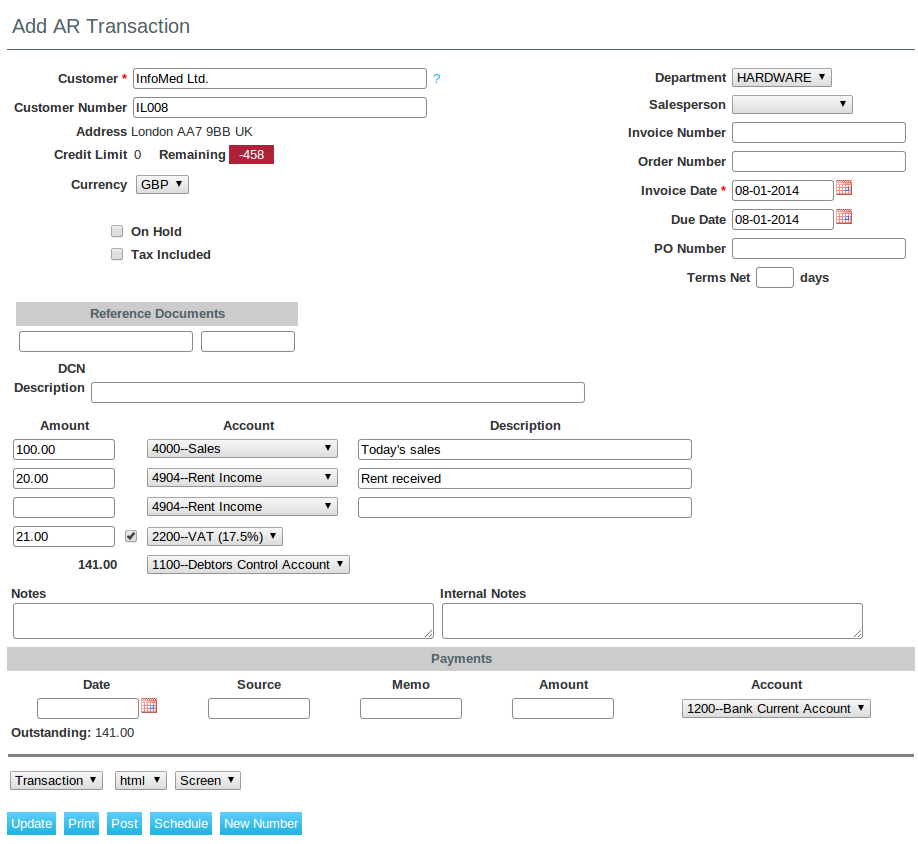 Add AR Transaction
Customer * InfoMed Ltd. ?
Customer Number IL008
Address London AA7 9BB UK
Credit Limit 0 Remaining -458
Currency GBP
On Hold
Tax Included
Department HARDWARE
Salesperson
Invoice Number
Order Number
Invoice Date * 08-01-2014
Due Date 08-01-2014
PO Number
Terms Net days
Reference Documents
DCN
Description
Amount Account Description
100.00 4000--Sales Today's sales
20.00 4904--Rent Income Rent received
4904--Rent Income
21.00 2200--VAT (17.5%)
141.00 1100--Debtors Control Account
Notes Internal Notes
Payments
Date Source Memo Amount Account
1200--Bank Current Account
Outstanding: 141.00
Transaction html Screen
Update Print Post Schedule New Number